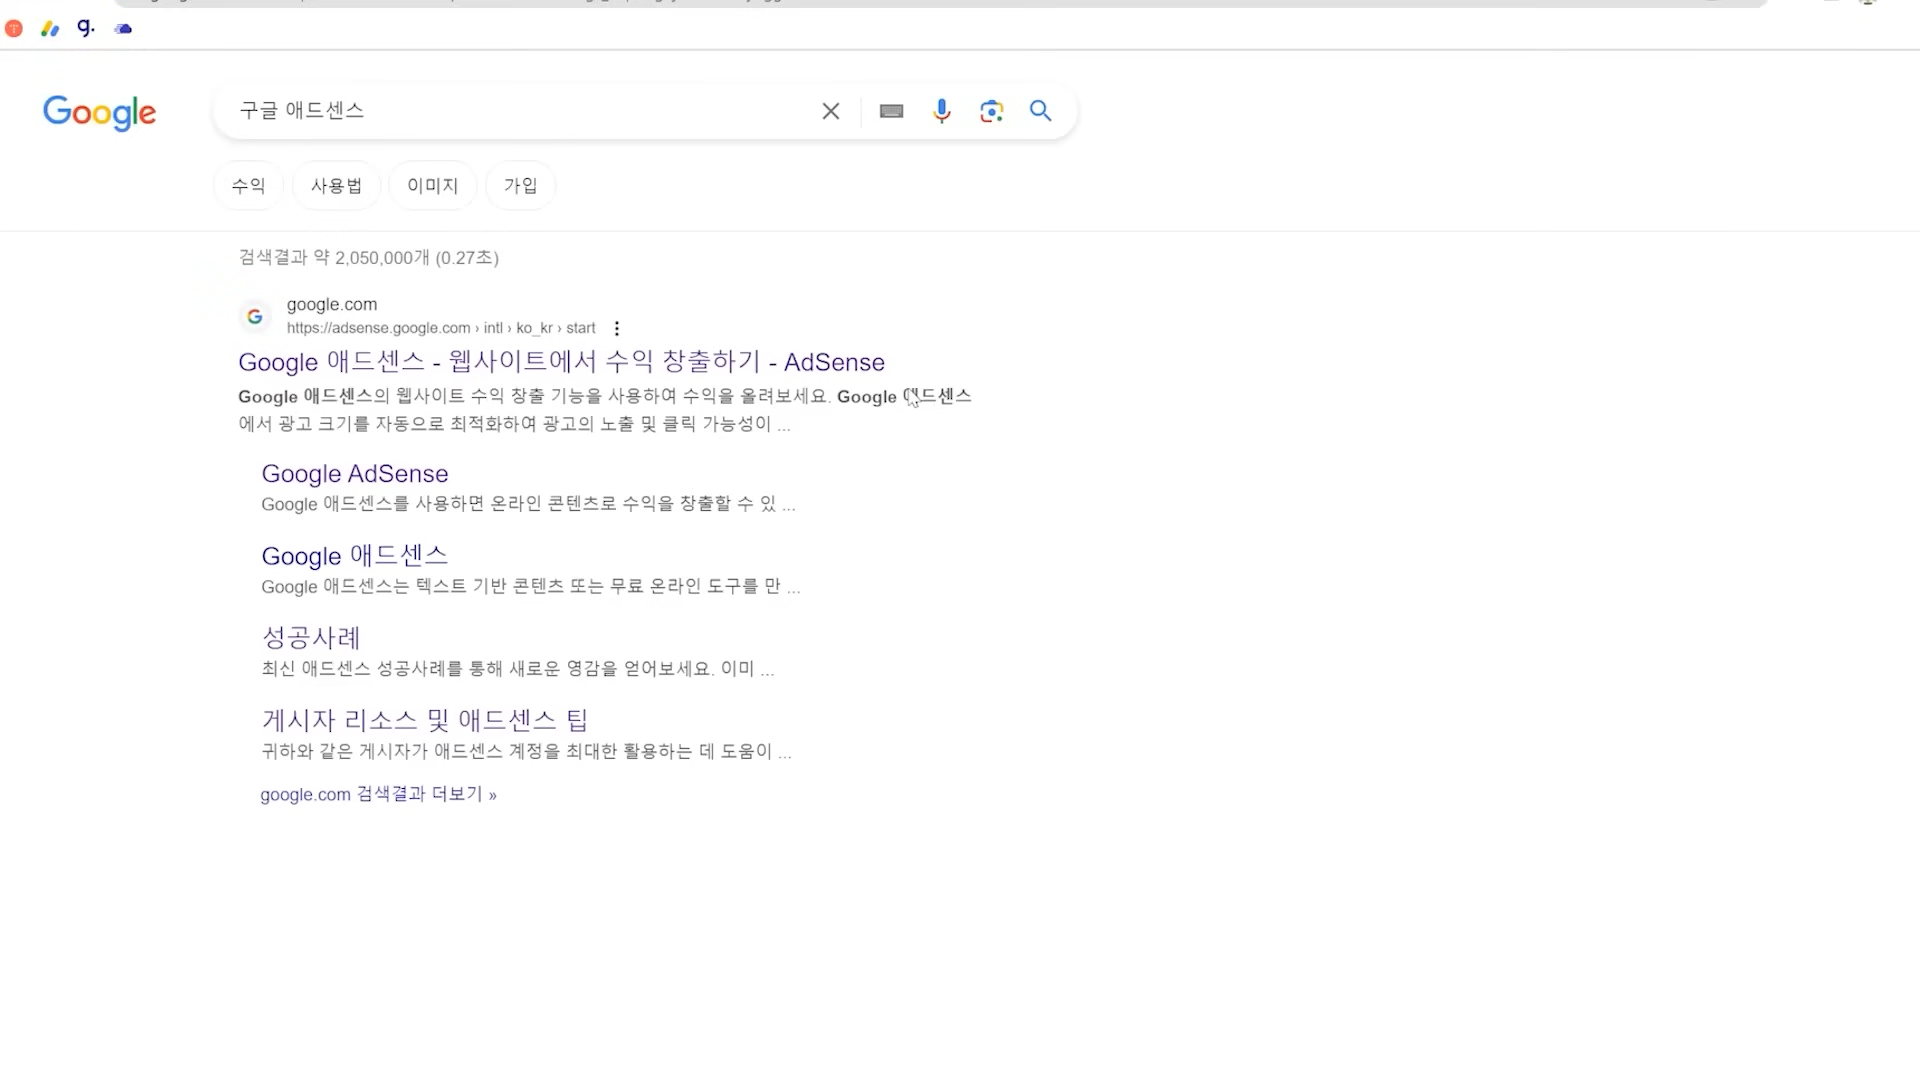 g.
Google
구글 애드센스
수익
사용법
이미지
가입
검색결과 약 2,050,000개 (0.27초)
google.com
https://adsense.google.com › intl › ko_kr › start
Google 애드센스 - 웹사이트에서 수익 창출하기 - AdSense
Google 애드센스의 웹사이트 수익 창출 기능을 사용하여 수익을 올려보세요. Google 애드센스
에서 광고 크기를 자동으로 최적화하여 광고의 노출 및 클릭 가능성이 ...
Google AdSense
Google 애드센스를 사용하면 온라인 콘텐츠로 수익을 창출할 수 있 ...
Google 애드센스
Google 애드센스는 텍스트 기반 콘텐츠 또는 무료 온라인 도구를 만 ...
성공사례
최신 애드센스 성공사례를 통해 새로운 영감을 얻어보세요. 이미 ...
게시자 리소스 및 애드센스 팁
귀하와 같은 게시자가 애드센스 계정을 최대한 활용하는 데 도움이 ...
google.com 검색결과 더보기 »